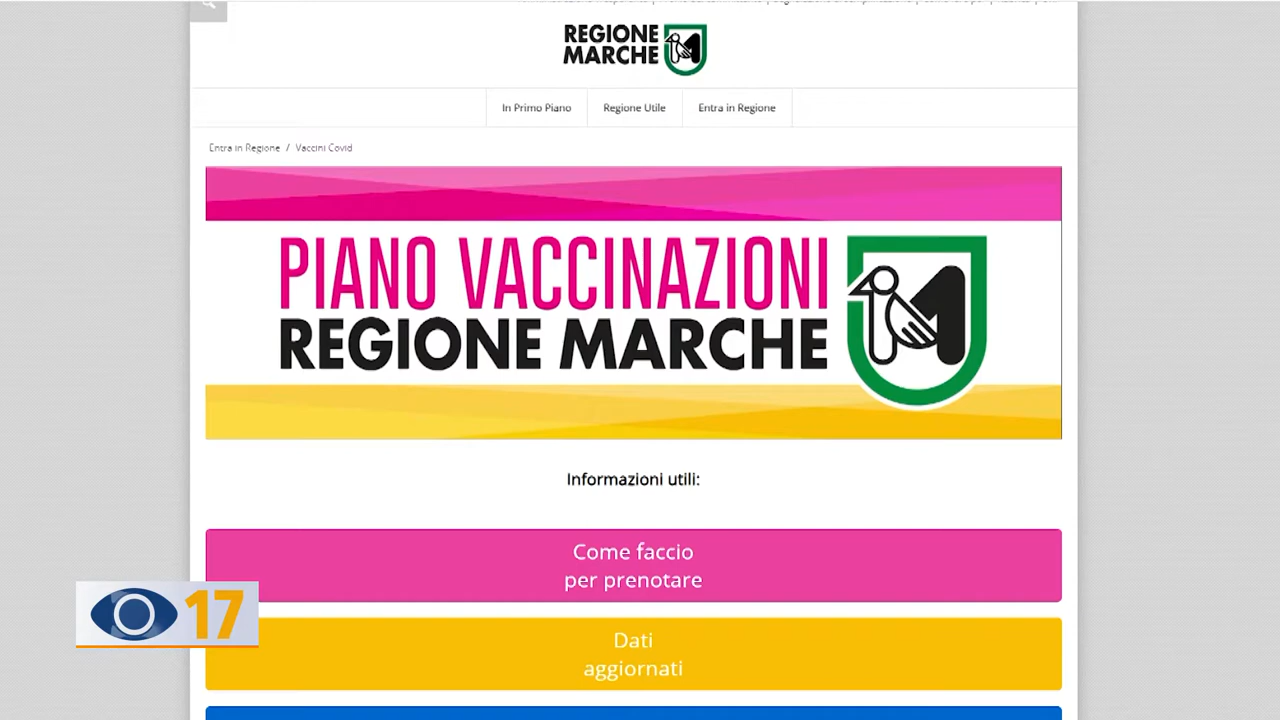 REGIONE
MARCHE
In Primo Piano
Regione Utile
Entra in Regione
Entra in Regione / Vaccini Covid
PIANO VACCINAZIONI
REGIONE MARCHE
Informazioni utili:
Come faccio
per prenotare
17
Dati
aggiornati